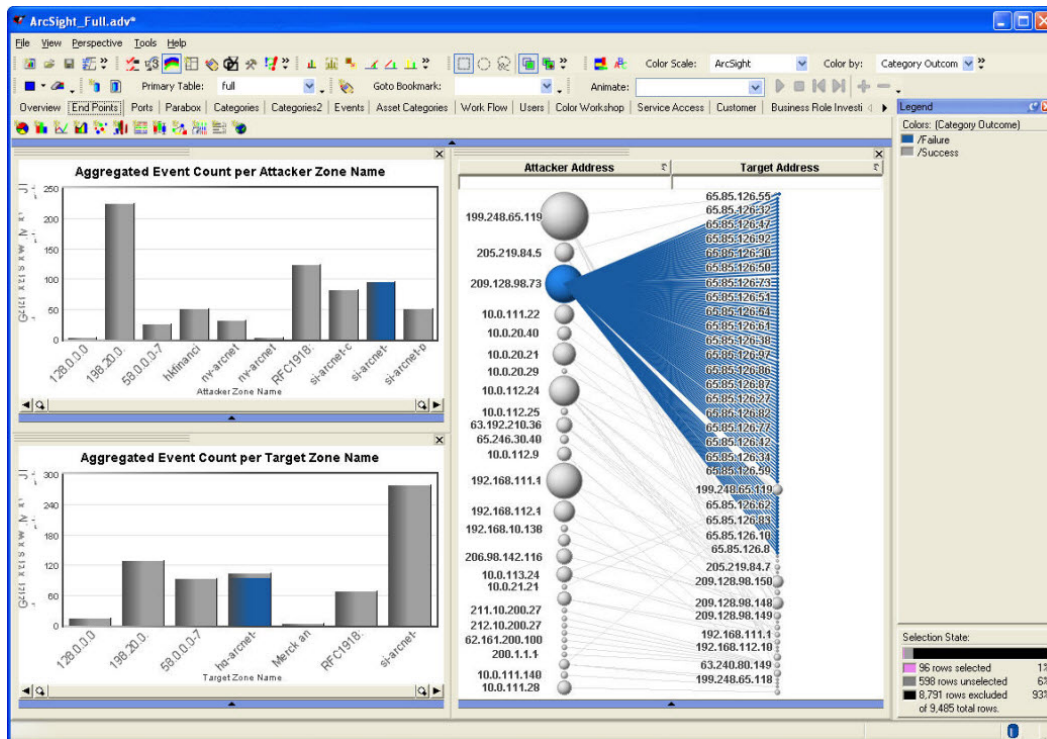 ArcSight_Full.adv*
File View Perspective Tools Help
Color Scale: ArcSight Color by: Category Outcom
Primary Table: full Goto Bookmark: Animate:
Overview End Points Ports Parabox Categories Categories2 Events Asset Categories Work Flow Users Color Workshop Service Access Customer Business Role Investi
Legend
Colors: (Category Outcome)
/Failure
/Success
Aggregated Event Count per Attacker Zone Name
250
200
150
100
50
0
128.0.0.0
198.20.0.
58.0.0.0-7
hkfinanci
ny-arcnet
ny-arcnet
RFC1918:
si-arcnet-c
si-arcnet-
si-arcnet-p
Attacker Zone Name
Aggregated Event Count per Target Zone Name
300
240
180
120
60
0
128.0.0.0
198.20.0.
58.0.0.0-7
hq-arcnet-
Merck an
RFC1918:
si-arcnet-
Target Zone Name
Attacker Address
199.248.65.119
205.219.84.5
209.128.98.73
10.0.111.22
10.0.20.40
10.0.20.21
10.0.20.29
10.0.112.24
10.0.112.25
63.192.210.36
65.246.30.40
10.0.112.9
192.168.111.1
192.168.112.1
192.168.10.138
206.98.142.116
10.0.113.24
10.0.21.21
211.10.200.27
212.10.200.27
62.161.200.100
200.1.1.1
10.0.111.140
10.0.111.28
Target Address
65.85.126.55
65.85.126.32
65.85.126.47
65.85.126.92
65.85.126.30
65.85.126.50
65.85.126.73
65.85.126.51
65.85.126.54
65.85.126.61
65.85.126.38
65.85.126.97
65.85.126.86
65.85.126.87
65.85.126.27
65.85.126.82
65.85.126.77
65.85.126.42
65.85.126.34
65.85.126.59
199.248.65.119
65.85.126.62
65.85.126.83
65.85.126.10
65.85.126.8
205.219.84.7
209.128.98.150
209.128.98.148
209.128.98.149
192.168.111.1
192.168.112.10
63.240.80.149
199.248.65.118
Selection State:
96 rows selected 1%
598 rows unselected 6%
8,791 rows excluded 93%
of 9,485 total rows.